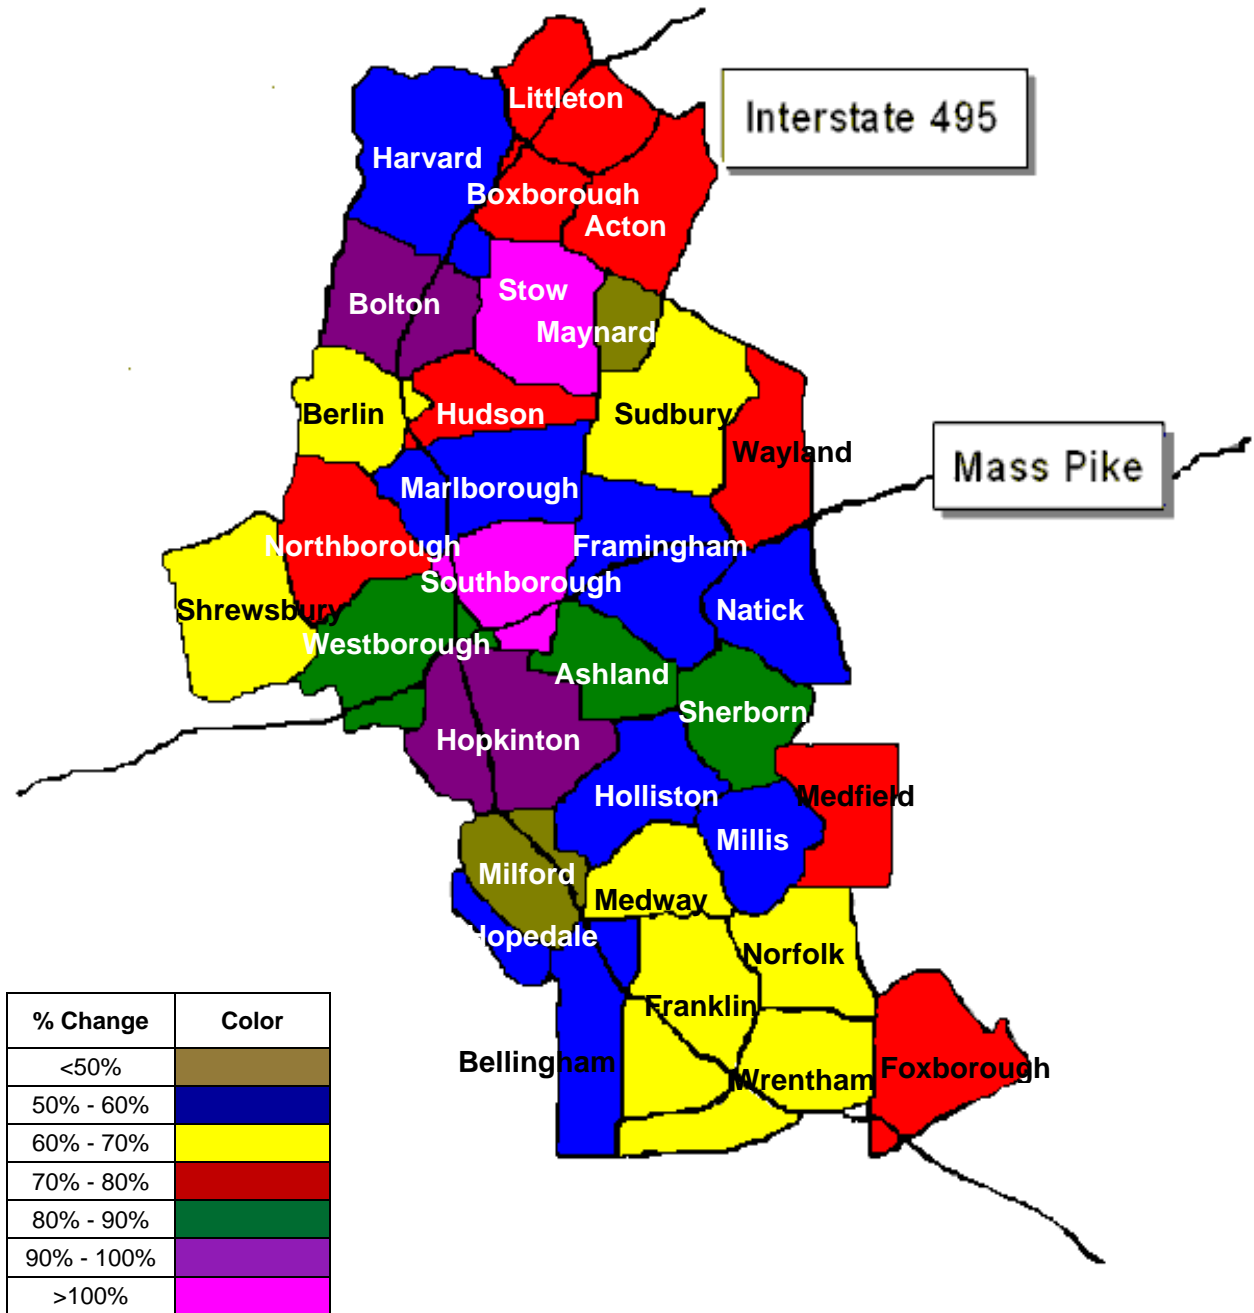 Littleton
Interstate 495
Harvard
Boxborough
Acton
Stow
Bolton
Maynard
Berlin
Hudson
Sudbury
Wayland
Mass Pike
Marlborough
Northborough
Framingham
Southborough
Shrewsbury
Natick
Westborough
Ashland
Sherborn
Hopkinton
Holliston
Medfield
Millis
Milford
Medway
Hopedale
Norfolk
Franklin
Bellingham
Wrentham
Foxborough
% Change Color
<50%
50% - 60%
60% - 70%
70% - 80%
80% - 90%
90% - 100%
>100%